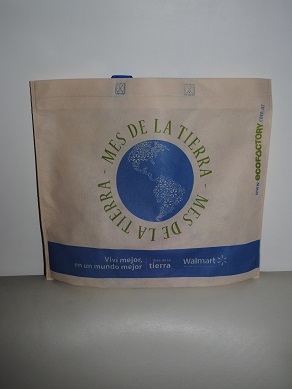 MES DE LA TIERRA - MES DE LA TIERRA -
www.ecofactory.com.ar
Vivi mejor,
en un mundo mejor
tierra
Walmart